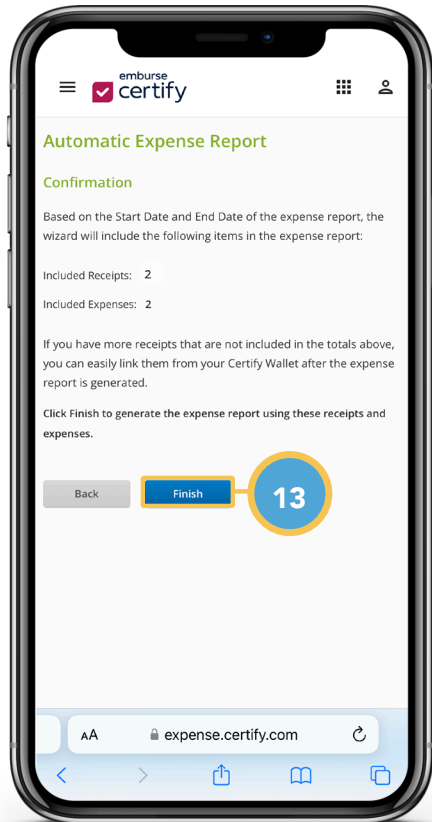 emburse
certify
Automatic Expense Report
Confirmation
Based on the Start Date and End Date of the expense report, the
wizard will include the following items in the expense report:
Included Receipts: 2
Included Expenses: 2
If you have more receipts that are not included in the totals above,
you can easily link them from your Certify Wallet after the expense
report is generated.
Click Finish to generate the expense report using these receipts and
expenses.
Back Finish 13
AA expense.certify.com